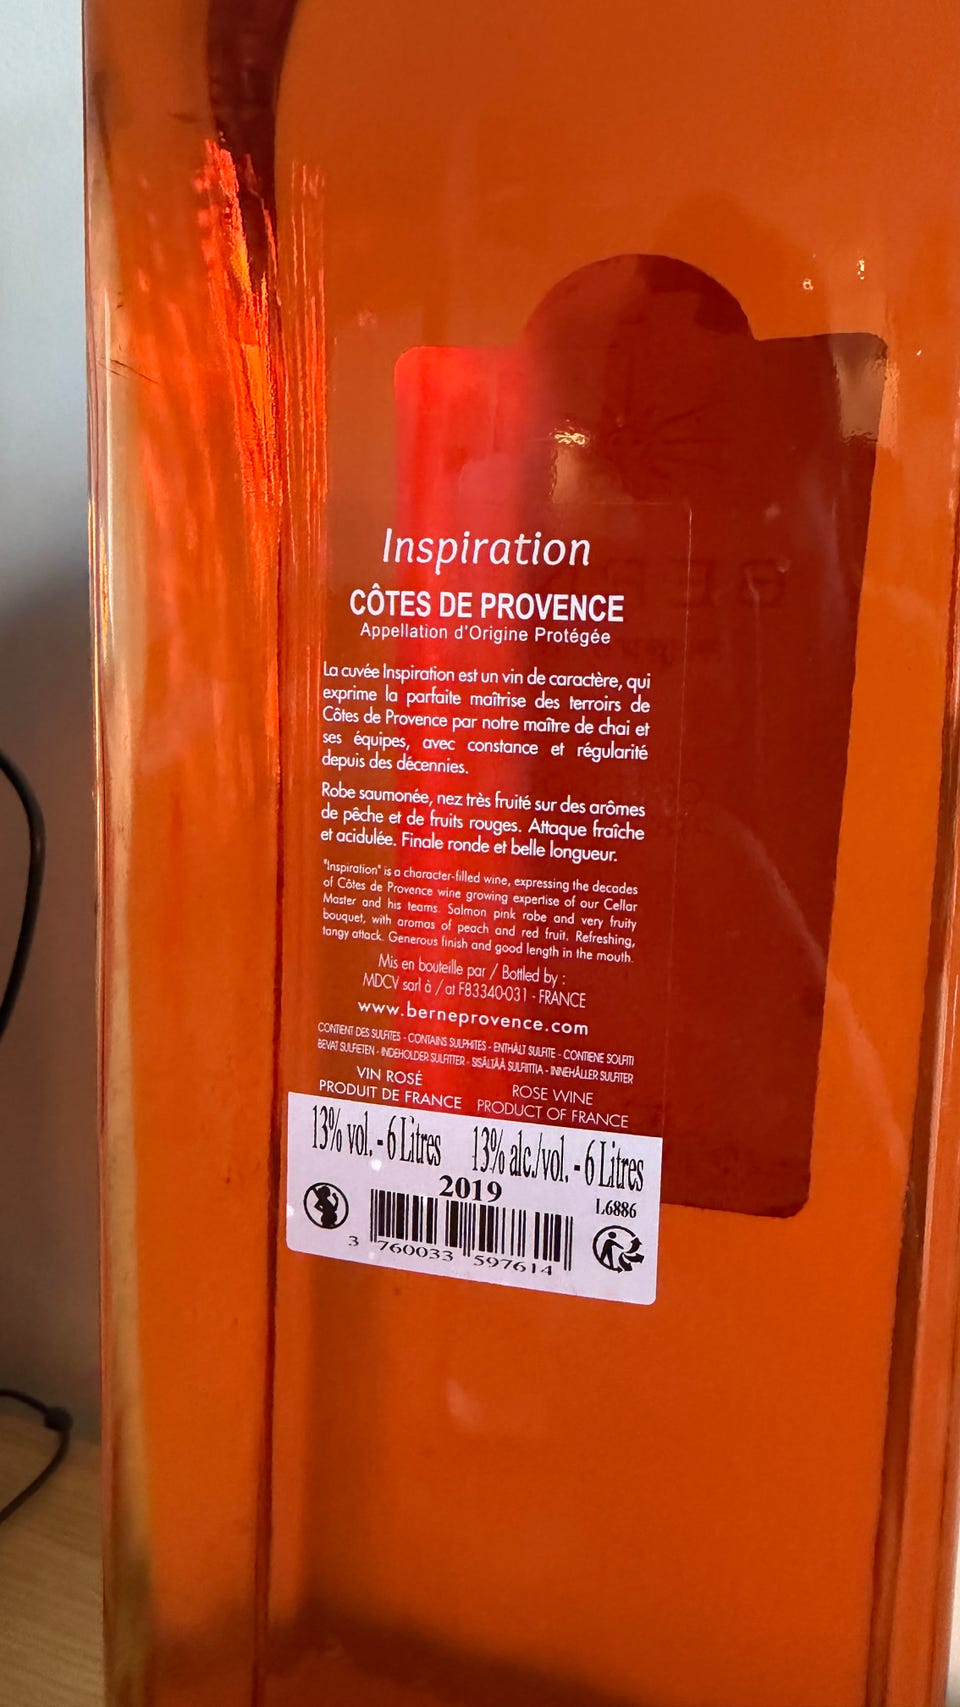 Inspiration
CÔTES DE PROVENCE
Appellation d'Origine Protégée
La cuvée Inspiration est un vin de caractère, qui
exprime la parfaite maîtrise des terroirs de
Côtes de Provence par notre maître de chai et
ses équipes, avec constance et régularité
depuis des décennies.
Robe saumonée, nez très fruité sur des arômes
de pêche et de fruits rouges. Attaque fraîche
et acidulée. Finale ronde et belle longueur.
"Inspiration" is a character-filled wine, expressing the decades
of Côtes de Provence wine growing expertise of our Cellar
Master and his teams. Salmon pink robe and very fruity
bouquet, with aromas of peach and red fruit. Refreshing,
tangy attack. Generous finish and good length in the mouth.
Mis en bouteille par / Bottled by :
MDCV sarl à / at F83340-031 - FRANCE
www.berneprovence.com
CONTIENT DES SULFITES - CONTAINS SULPHITES - ENTHÄLT SULFITE - CONTIENE SOLFITI
BEVAT SULFIETEN - INDEHOLDER SULFITTER - SISÄLTÄÄ SULFIITTIA - INNEHÅLLER SULFITER
VIN ROSÉ ROSE WINE
PRODUIT DE FRANCE PRODUCT OF FRANCE
13% vol. - 6 Litres 13% alc./vol. - 6 Litres
2019
L6886
3 760033 597614